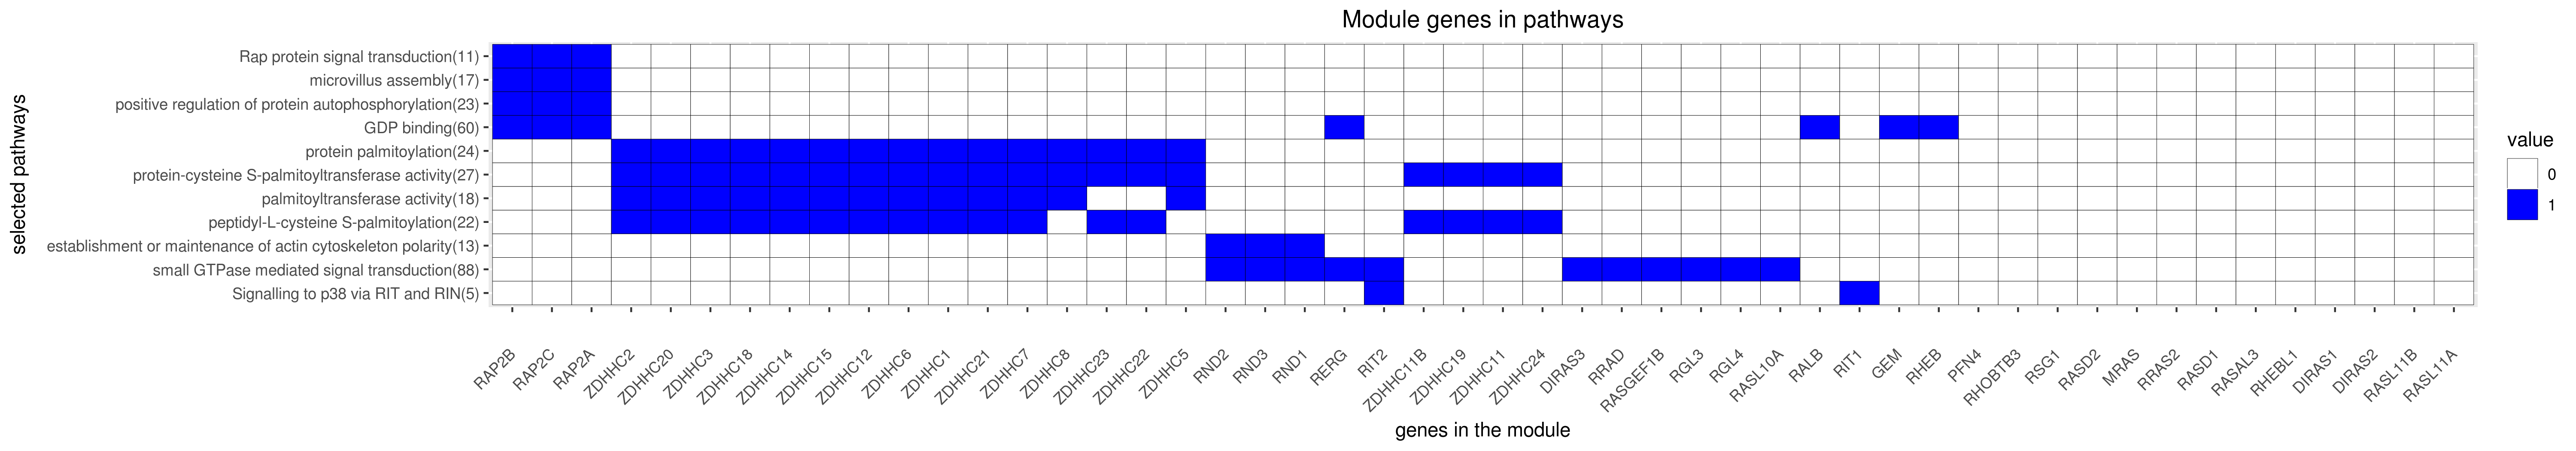 Module genes in pathways
selected pathways
Rap protein signal transduction(11)
microvillus assembly(17)
positive regulation of protein autophosphorylation(23)
GDP binding(60)
protein palmitoylation(24)
protein-cysteine S-palmitoyltransferase activity(27)
palmitoyltransferase activity(18)
peptidyl-L-cysteine S-palmitoylation(22)
establishment or maintenance of actin cytoskeleton polarity(13)
small GTPase mediated signal transduction(88)
Signalling to p38 via RIT and RIN(5)
value
0
1
RAP2B
RAP2C
RAP2A
ZDHHC2
ZDHHC20
ZDHHC3
ZDHHC18
ZDHHC14
ZDHHC15
ZDHHC12
ZDHHC6
ZDHHC1
ZDHHC21
ZDHHC7
ZDHHC8
ZDHHC23
ZDHHC22
ZDHHC5
RND2
RND3
RND1
RERG
RIT2
ZDHHC11B
ZDHHC19
ZDHHC11
ZDHHC24
DIRAS3
RRAD
RASGEF1B
RGL3
RGL4
RASL10A
RALB
RIT1
GEM
RHEB
PFN4
RHOBTB3
RSG1
RASD2
MRAS
RRAS2
RASD1
RASAL3
RHEBL1
DIRAS1
DIRAS2
RASL11B
RASL11A
genes in the module